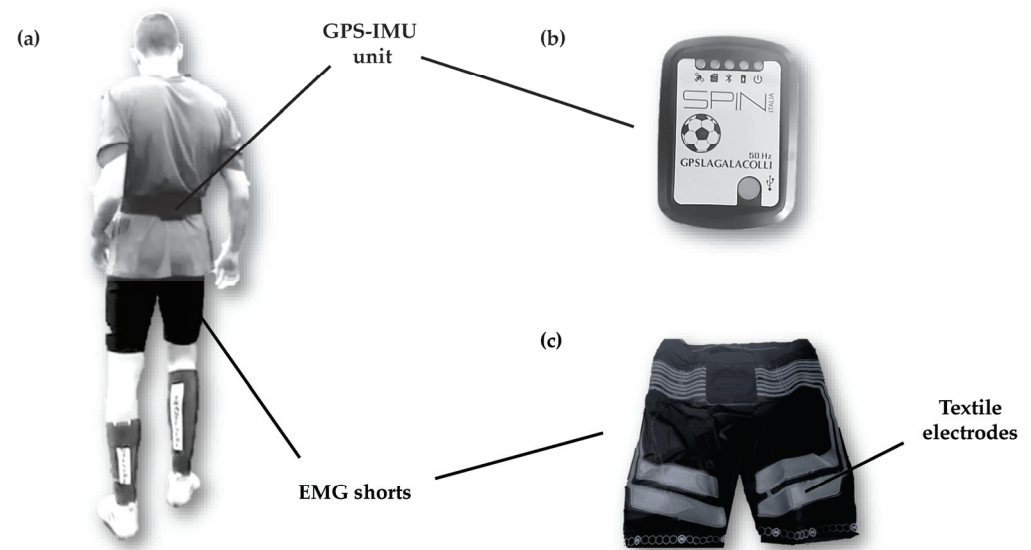 (a)
GPS-IMU
unit
(b)
SPIN
ITALIA
50 Hz
GPSLAGALACOLLI
(c)
Textile
electrodes
EMG shorts